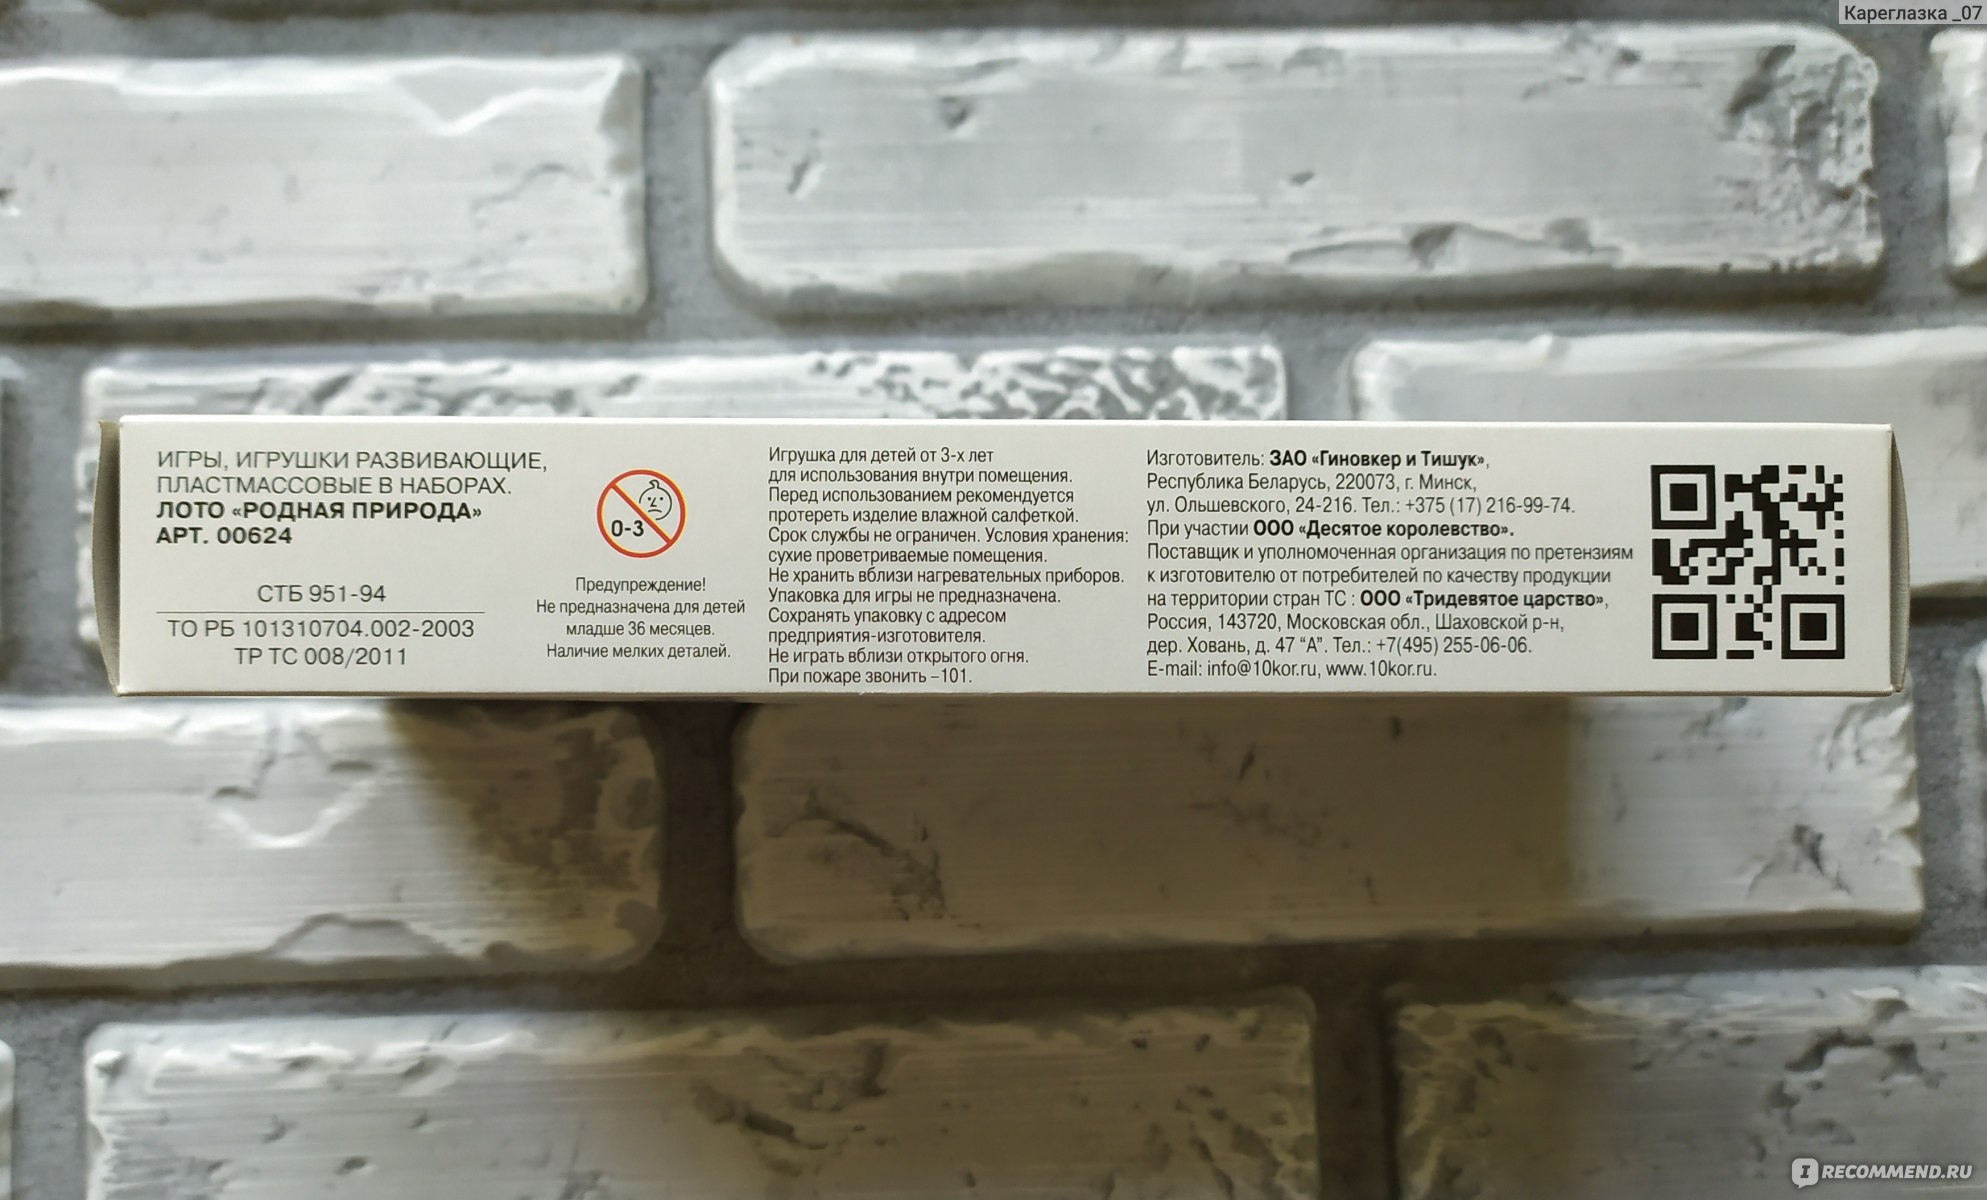 Кареглазка _07
ИГРЫ, ИГРУШКИ РАЗВИВАЮЩИЕ,
ПЛАСТМАССОВЫЕ В НАБОРАХ.
ЛОТО «РОДНАЯ ПРИРОДА»
АРТ. 00624
СТБ 951-94
ТО РБ 101310704.002-2003
ТР ТС 008/2011
0-3
Предупреждение!
Не предназначена для детей
младше 36 месяцев.
Наличие мелких деталей.
Игрушка для детей от 3-х лет
для использования внутри помещения.
Перед использованием рекомендуется
протереть изделие влажной салфеткой.
Срок службы не ограничен. Условия хранения:
сухие проветриваемые помещения.
Не хранить вблизи нагревательных приборов.
Упаковка для игры не предназначена.
Сохранять упаковку с адресом
предприятия-изготовителя.
Не играть вблизи открытого огня.
При пожаре звонить –101.
Изготовитель: ЗАО «Гиновкер и Тишук»,
Республика Беларусь, 220073, г. Минск,
ул. Ольшевского, 24-216. Тел.: +375 (17) 216-99-74.
При участии ООО «Десятое королевство».
Поставщик и уполномоченная организация по претензиям
к изготовителю от потребителей по качеству продукции
на территории стран ТС : ООО «Тридевятое царство»,
Россия, 143720, Московская обл., Шаховской р-н,
дер. Ховань, д. 47 “А”. Тел.: +7(495) 255-06-06.
E-mail: info@10kor.ru, www.10kor.ru.
RECOMMEND.RU